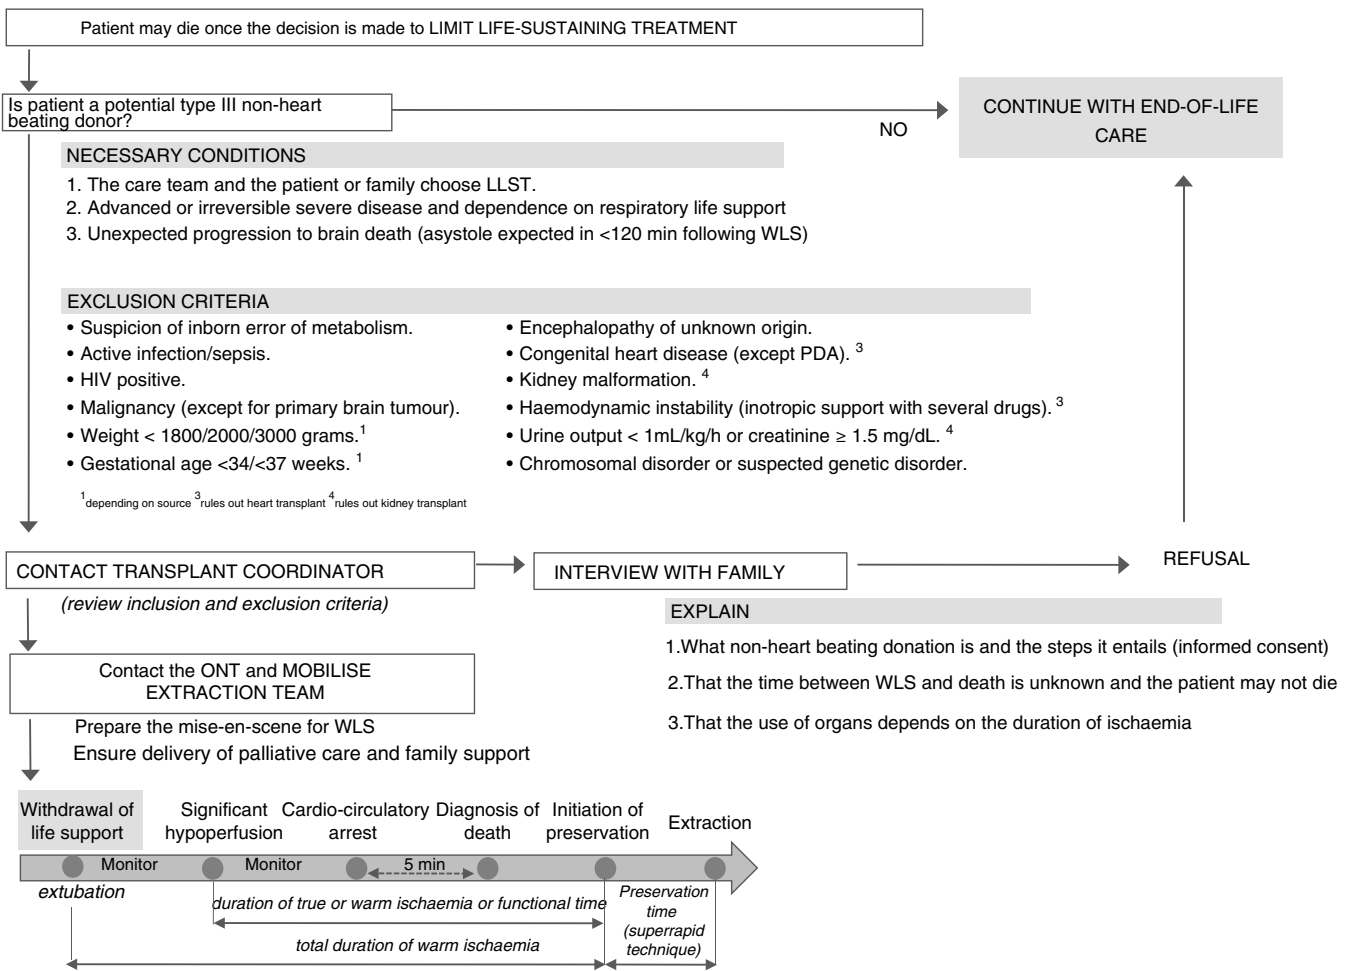 Patient may die once the decision is made to LIMIT LIFE-SUSTAINING TREATMENT
Is patient a potential type III non-heart
beating donor?
NO
CONTINUE WITH END-OF-LIFE
CARE
NECESSARY CONDITIONS
1. The care team and the patient or family choose LLST.
2. Advanced or irreversible severe disease and dependence on respiratory life support
3. Unexpected progression to brain death (asystole expected in <120 min following WLS)
EXCLUSION CRITERIA
• Suspicion of inborn error of metabolism.
• Active infection/sepsis.
• HIV positive.
• Malignancy (except for primary brain tumour).
• Weight < 1800/2000/3000 grams.1
• Gestational age <34/<37 weeks. 1
• Encephalopathy of unknown origin.
• Congenital heart disease (except PDA). 3
• Kidney malformation. 4
• Haemodynamic instability (inotropic support with several drugs). 3
• Urine output < 1mL/kg/h or creatinine ≥ 1.5 mg/dL. 4
• Chromosomal disorder or suspected genetic disorder.
1depending on source 3rules out heart transplant 4rules out kidney transplant
CONTACT TRANSPLANT COORDINATOR
(review inclusion and exclusion criteria)
INTERVIEW WITH FAMILY
REFUSAL
EXPLAIN
1.What non-heart beating donation is and the steps it entails (informed consent)
2.That the time between WLS and death is unknown and the patient may not die
3.That the use of organs depends on the duration of ischaemia
Contact the ONT and MOBILISE
EXTRACTION TEAM
Prepare the mise-en-scene for WLS
Ensure delivery of palliative care and family support
Withdrawal of
life support
Significant
hypoperfusion
Cardio-circulatory
arrest
Diagnosis of
death
Initiation of
preservation
Extraction
Monitor
Monitor
5 min
extubation
duration of true or warm ischaemia or functional time
total duration of warm ischaemia
Preservation
time
(superrapid
technique)